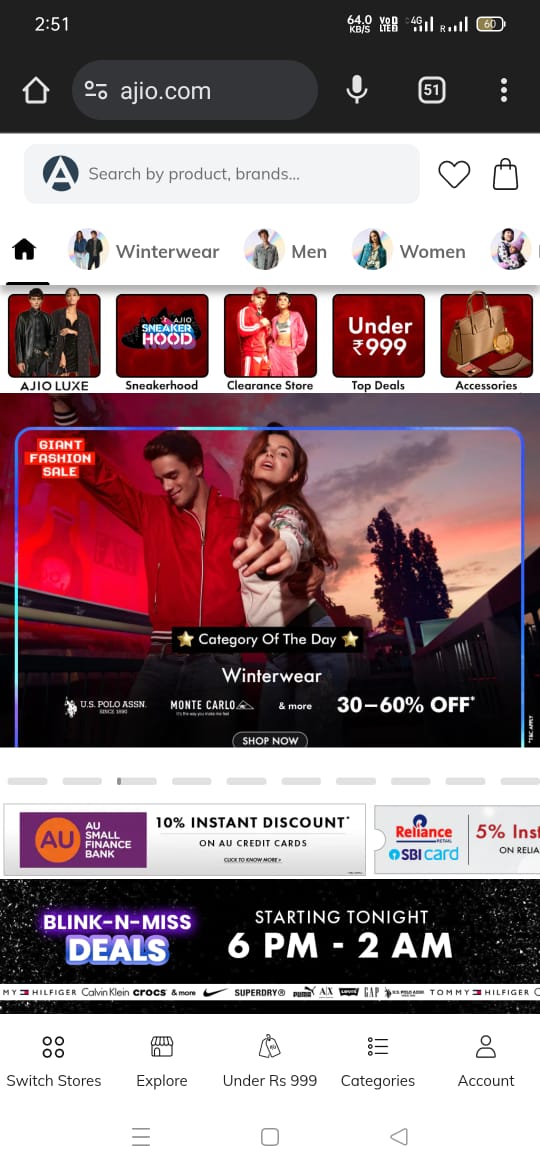 2:51
64.0 KB/S
Vo LTE
4G
R
60
ajio.com
51
Search by product, brands...
Winterwear
Men
Women
AJIO
SNEAKER
HOOD
Under
₹999
AJIO LUXE
Sneakerhood
Clearance Store
Top Deals
Accessories
GIANT
FASHION
SALE
⭐ Category Of The Day ⭐
Winterwear
U.S. POLO ASSN.
SINCE 1890
MONTE CARLO
It's the way you make me feel
& more
30–60% OFF*
*T&C APPLY
SHOP NOW
AU
AU
SMALL
FINANCE
BANK
10% INSTANT DISCOUNT*
ON AU CREDIT CARDS
CLICK TO KNOW MORE >
Reliance
RETAIL
SBI card
5% Inst
ON RELIA
BLINK-N-MISS
DEALS
STARTING TONIGHT
6 PM - 2 AM
MY HILFIGER Calvin Klein crocs & more SUPERDRY® PUMA A|X Levi's GAP U.S. POLO ASSN. TOMMY HILFIGER C
Switch Stores
Explore
Under Rs 999
Categories
Account